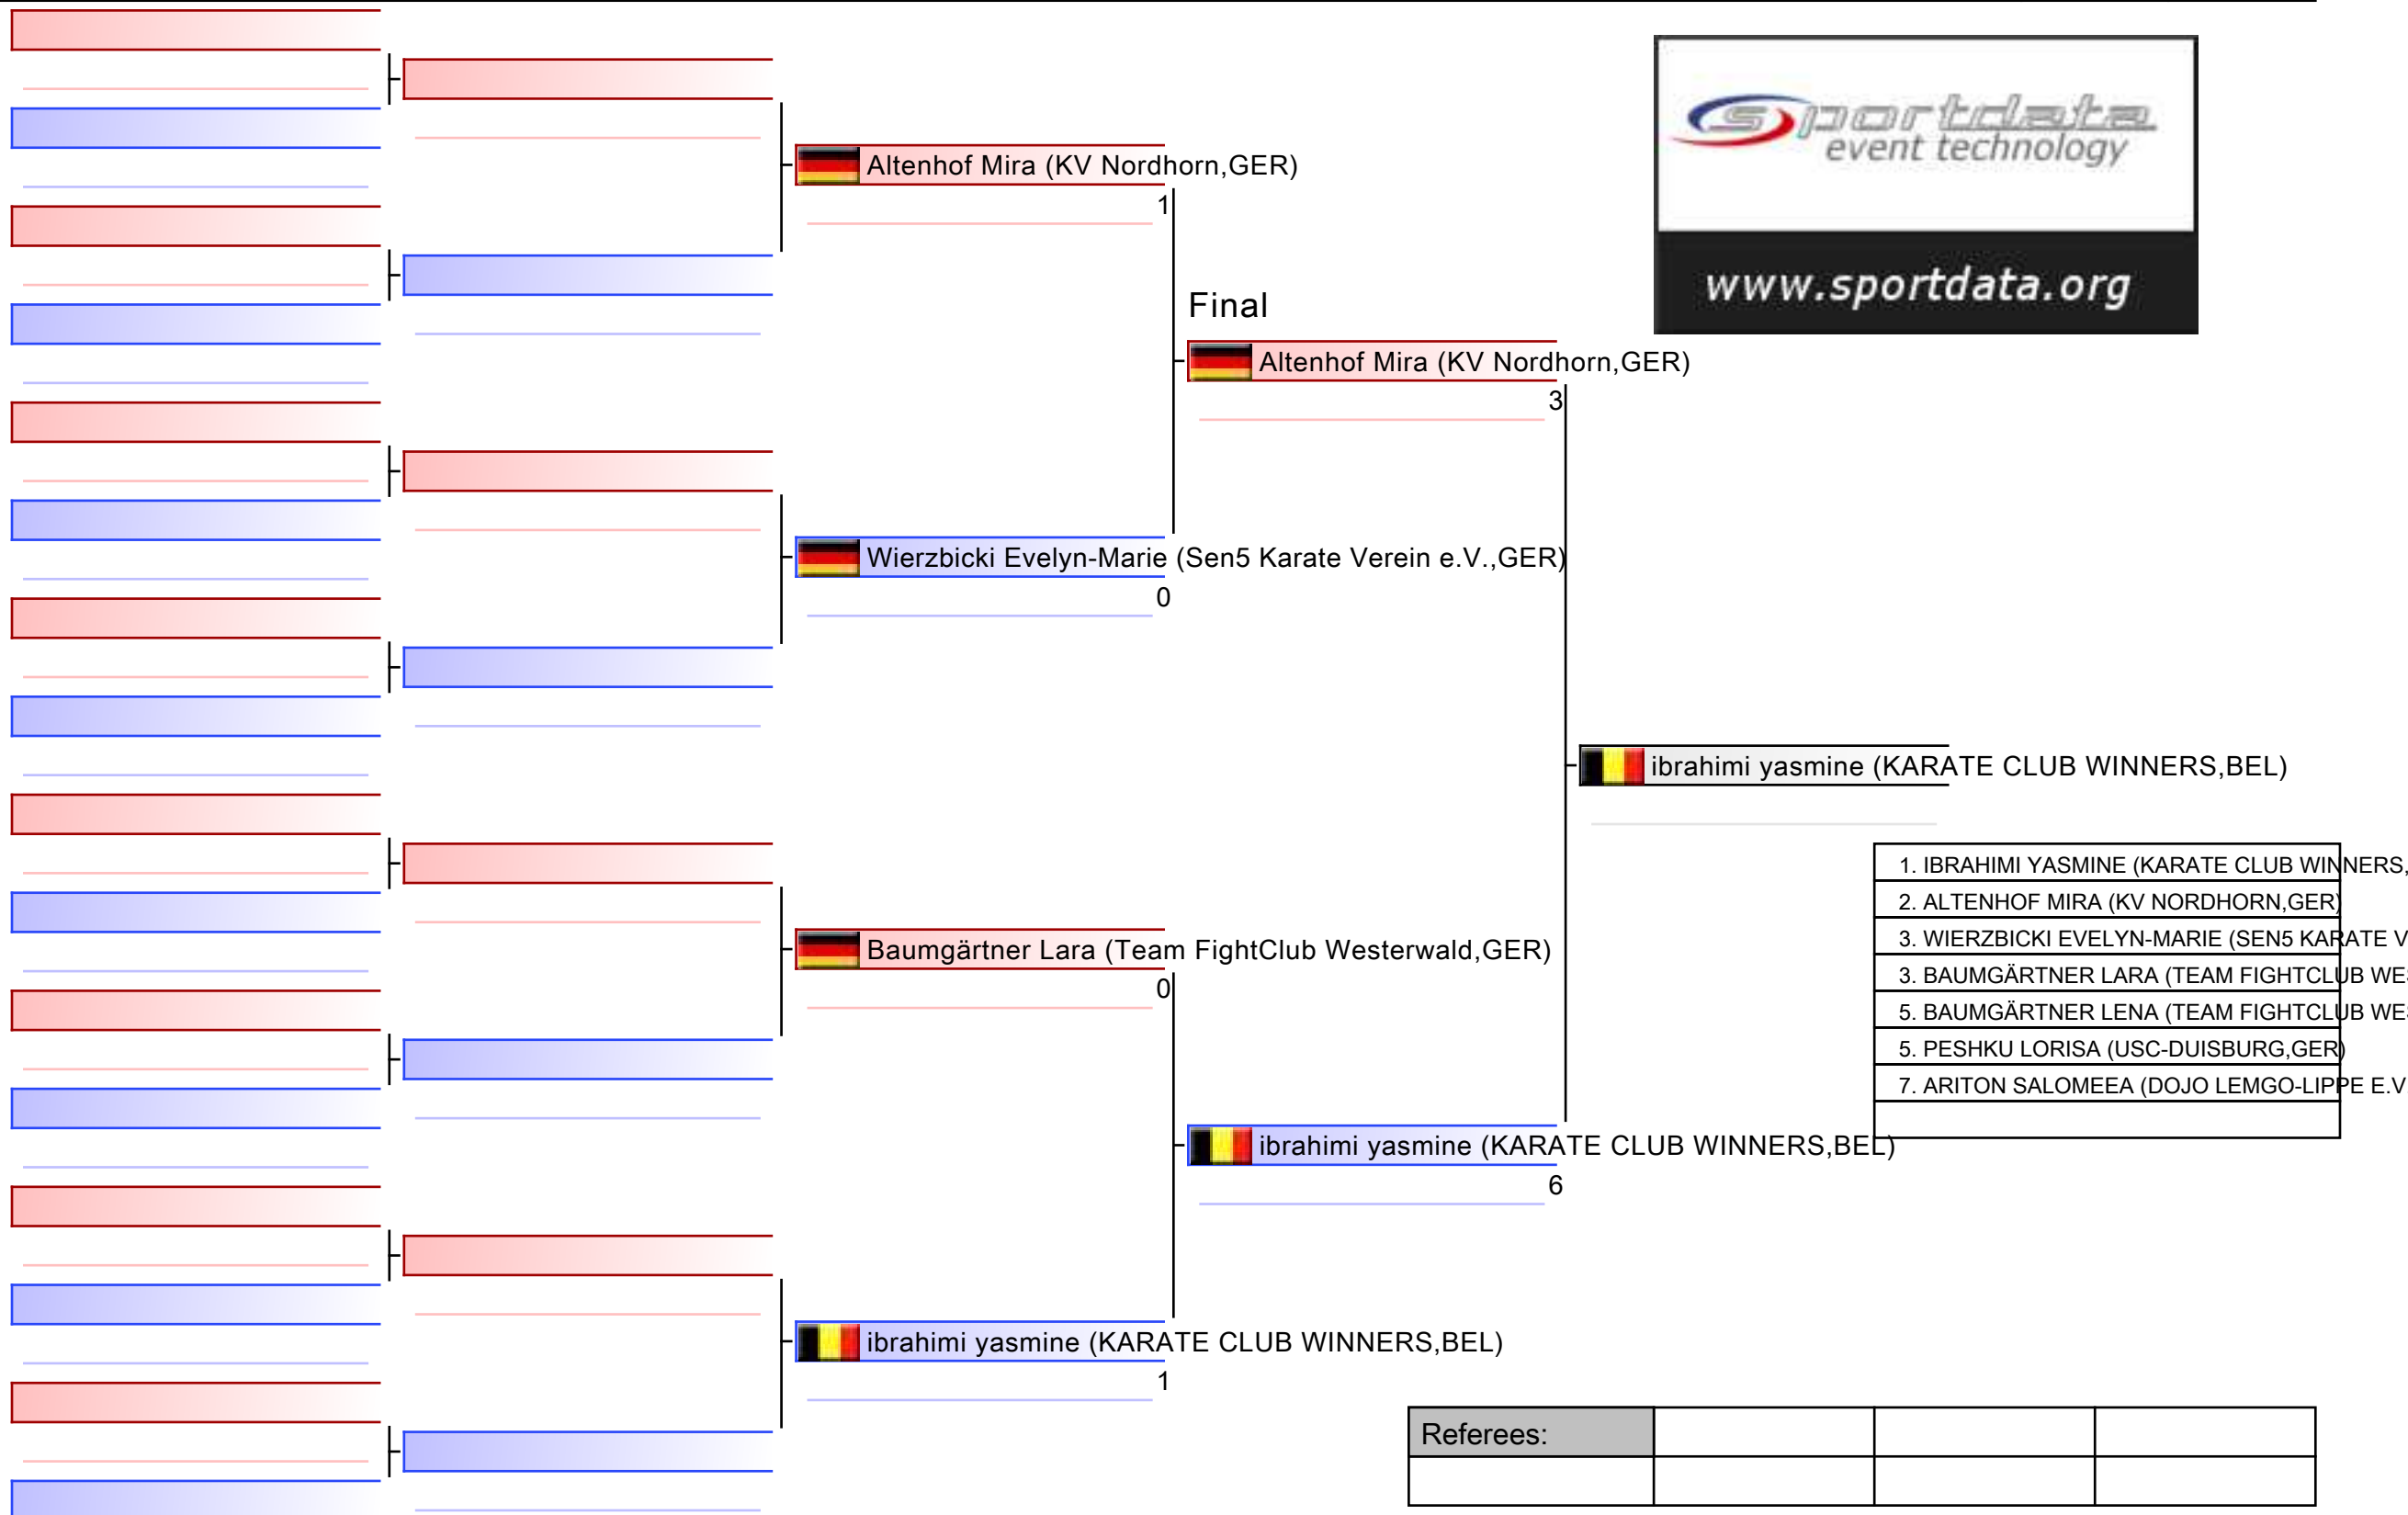 sportdata
event technology
www.sportdata.org
Altenhof Mira (KV Nordhorn,GER)
1
Final
Altenhof Mira (KV Nordhorn,GER)
3
Wierzbicki Evelyn-Marie (Sen5 Karate Verein e.V.,GER)
0
ibrahimi yasmine (KARATE CLUB WINNERS,BEL)
1. IBRAHIMI YASMINE (KARATE CLUB WINNERS,
2. ALTENHOF MIRA (KV NORDHORN,GER)
3. WIERZBICKI EVELYN-MARIE (SEN5 KARATE V
3. BAUMGÄRTNER LARA (TEAM FIGHTCLUB WE
5. BAUMGÄRTNER LENA (TEAM FIGHTCLUB WE
5. PESHKU LORISA (USC-DUISBURG,GER)
7. ARITON SALOMEEA (DOJO LEMGO-LIPPE E.V
Baumgärtner Lara (Team FightClub Westerwald,GER)
0
ibrahimi yasmine (KARATE CLUB WINNERS,BEL)
6
ibrahimi yasmine (KARATE CLUB WINNERS,BEL)
1
Referees: